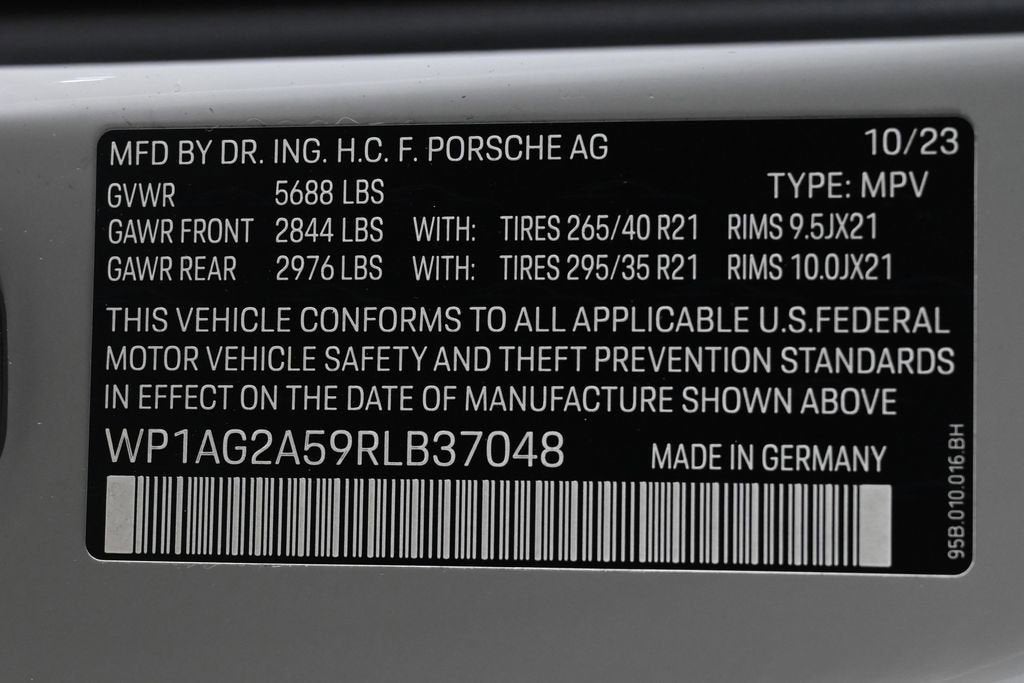 MFD BY DR. ING. H.C. F. PORSCHE AG 10/23
GVWR 5688 LBS TYPE: MPV
GAWR FRONT 2844 LBS WITH: TIRES 265/40 R21 RIMS 9.5JX21
GAWR REAR 2976 LBS WITH: TIRES 295/35 R21 RIMS 10.0JX21
THIS VEHICLE CONFORMS TO ALL APPLICABLE U.S.FEDERAL
MOTOR VEHICLE SAFETY AND THEFT PREVENTION STANDARDS
IN EFFECT ON THE DATE OF MANUFACTURE SHOWN ABOVE
WP1AG2A59RLB37048 MADE IN GERMANY
95B.010.016.BH